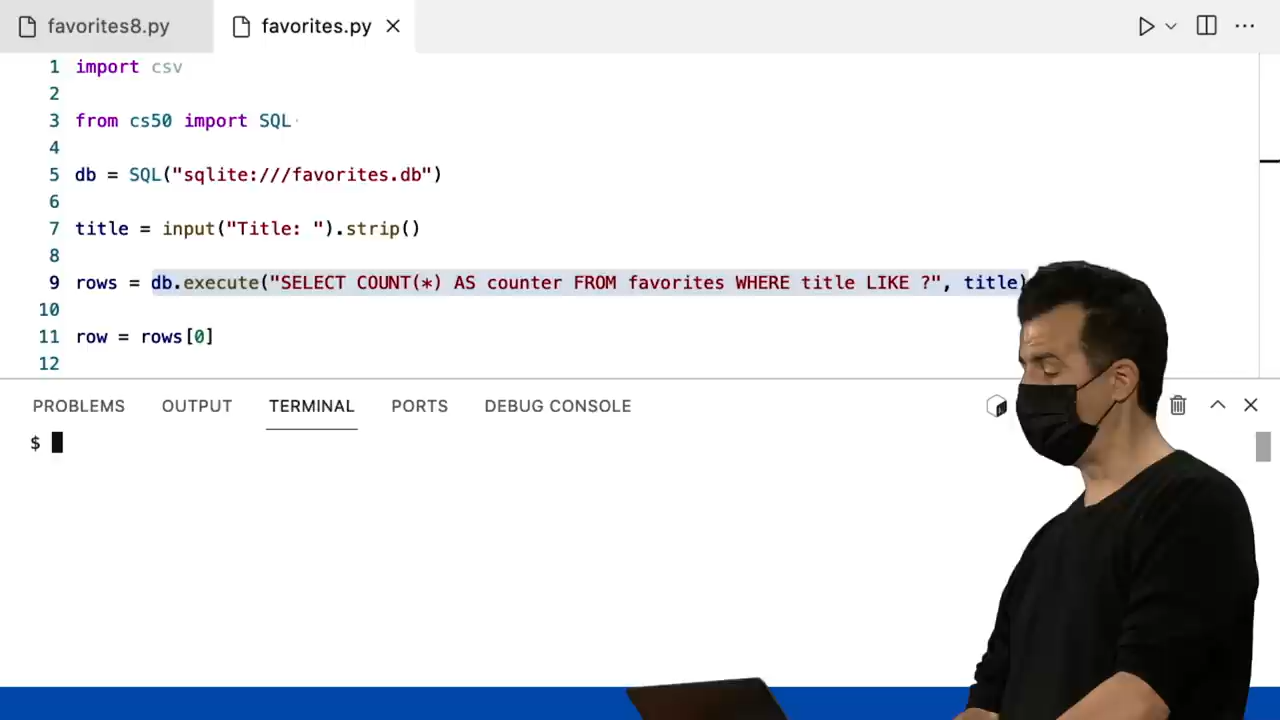 favorites8.py
favorites.py
1 import csv
2
3 from cs50 import SQL
4
5 db = SQL("sqlite:///favorites.db")
6
7 title = input("Title: ").strip()
8
9 rows = db.execute("SELECT COUNT(*) AS counter FROM favorites WHERE title LIKE ?", title)
10
11 row = rows[0]
12
PROBLEMS OUTPUT TERMINAL PORTS DEBUG CONSOLE
$